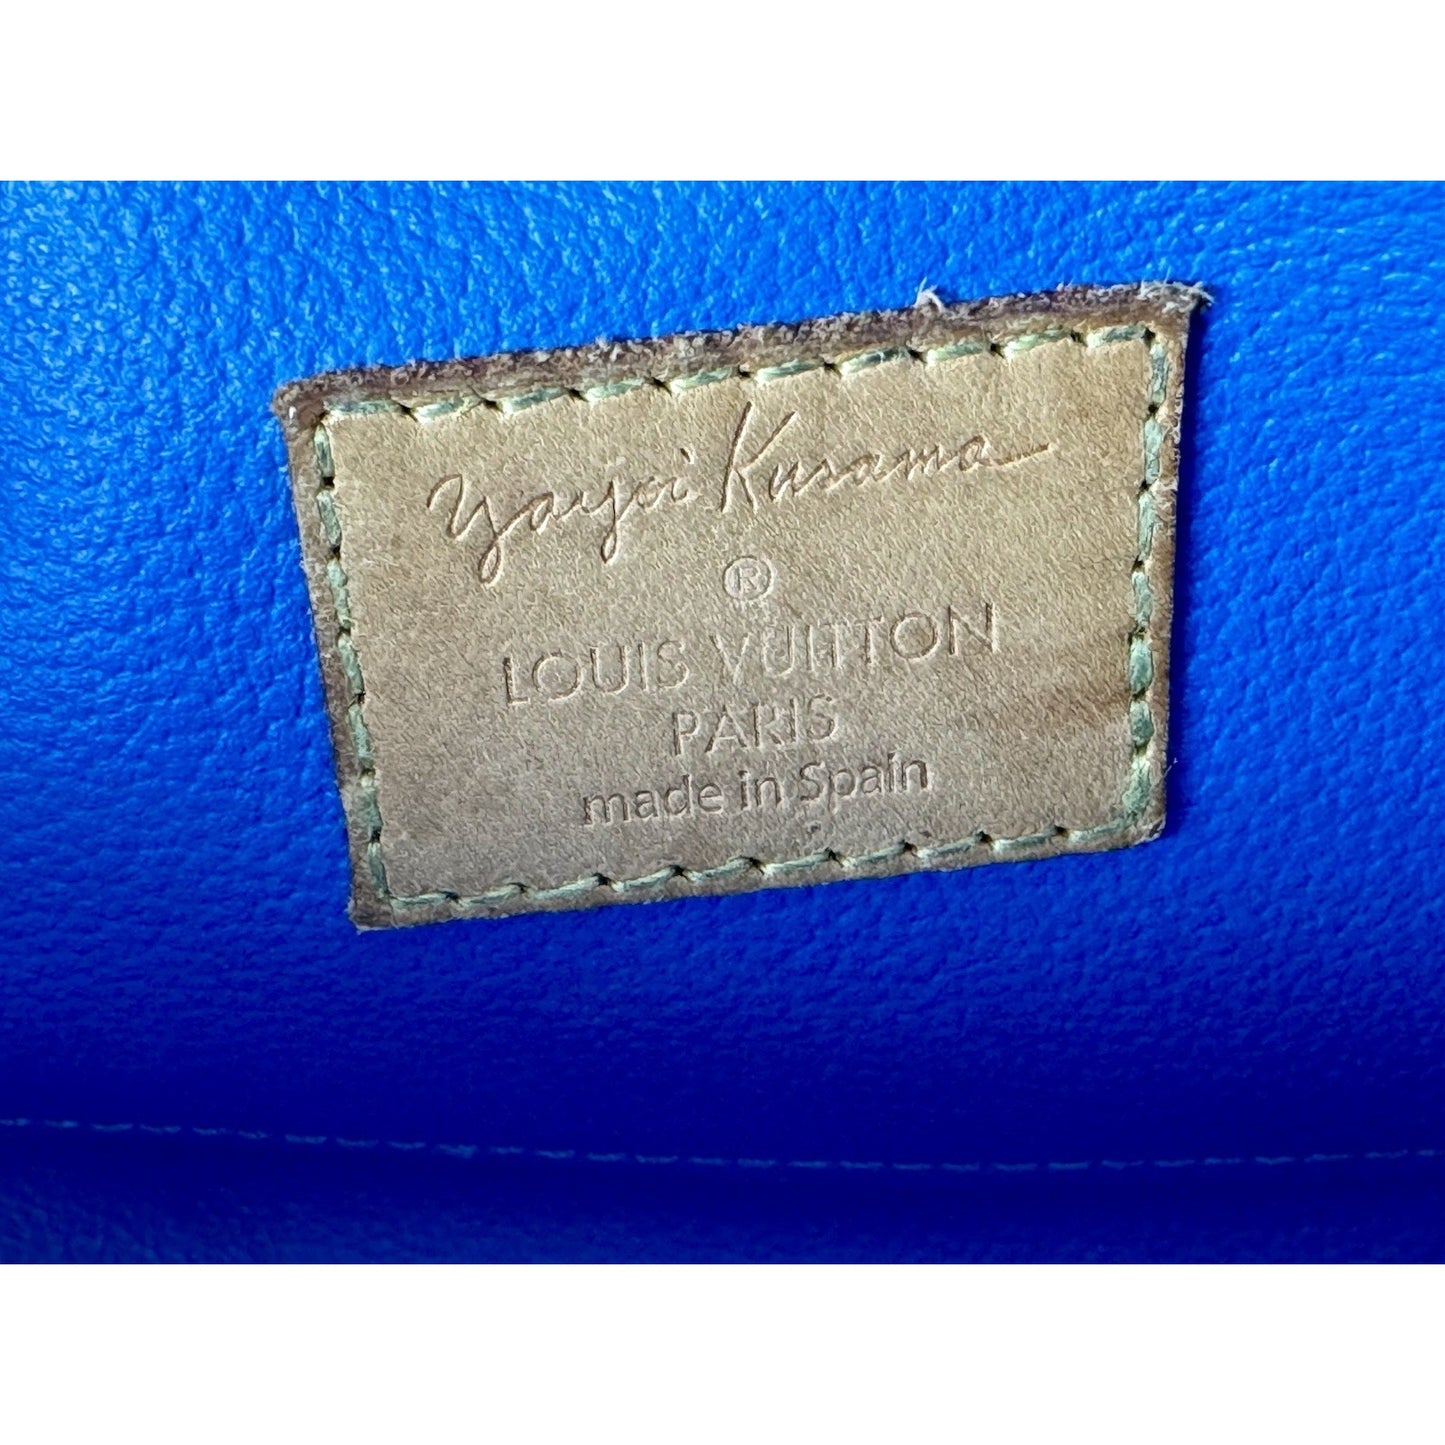 Yayoi Kusama
®
LOUIS VUITTON
PARIS
made in Spain